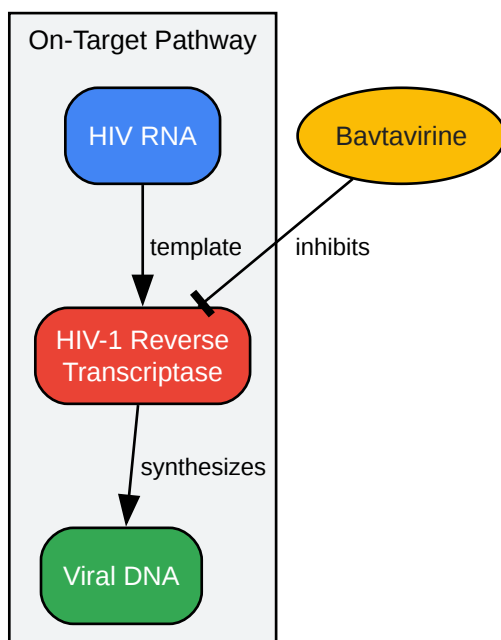 On-Target Pathway
HIV RNA
Bavtavirine
template
inhibits
HIV-1 Reverse
Transcriptase
synthesizes
Viral DNA